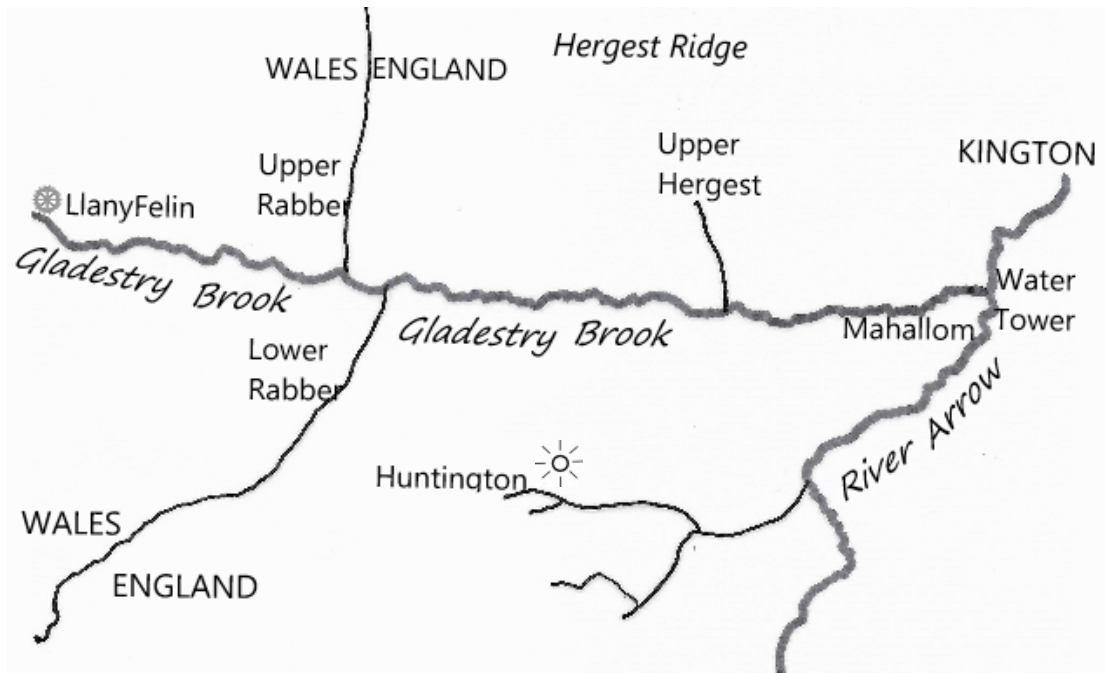 Hergest Ridge
WALES ENGLAND
Upper
Hergest
KINGTON
Upper
Rabber
LlanyFelin
Gladestry Brook
Gladestry Brook
Water
Tower
Mahallom
Lower
Rabber
River Arrow
Huntington
WALES
ENGLAND